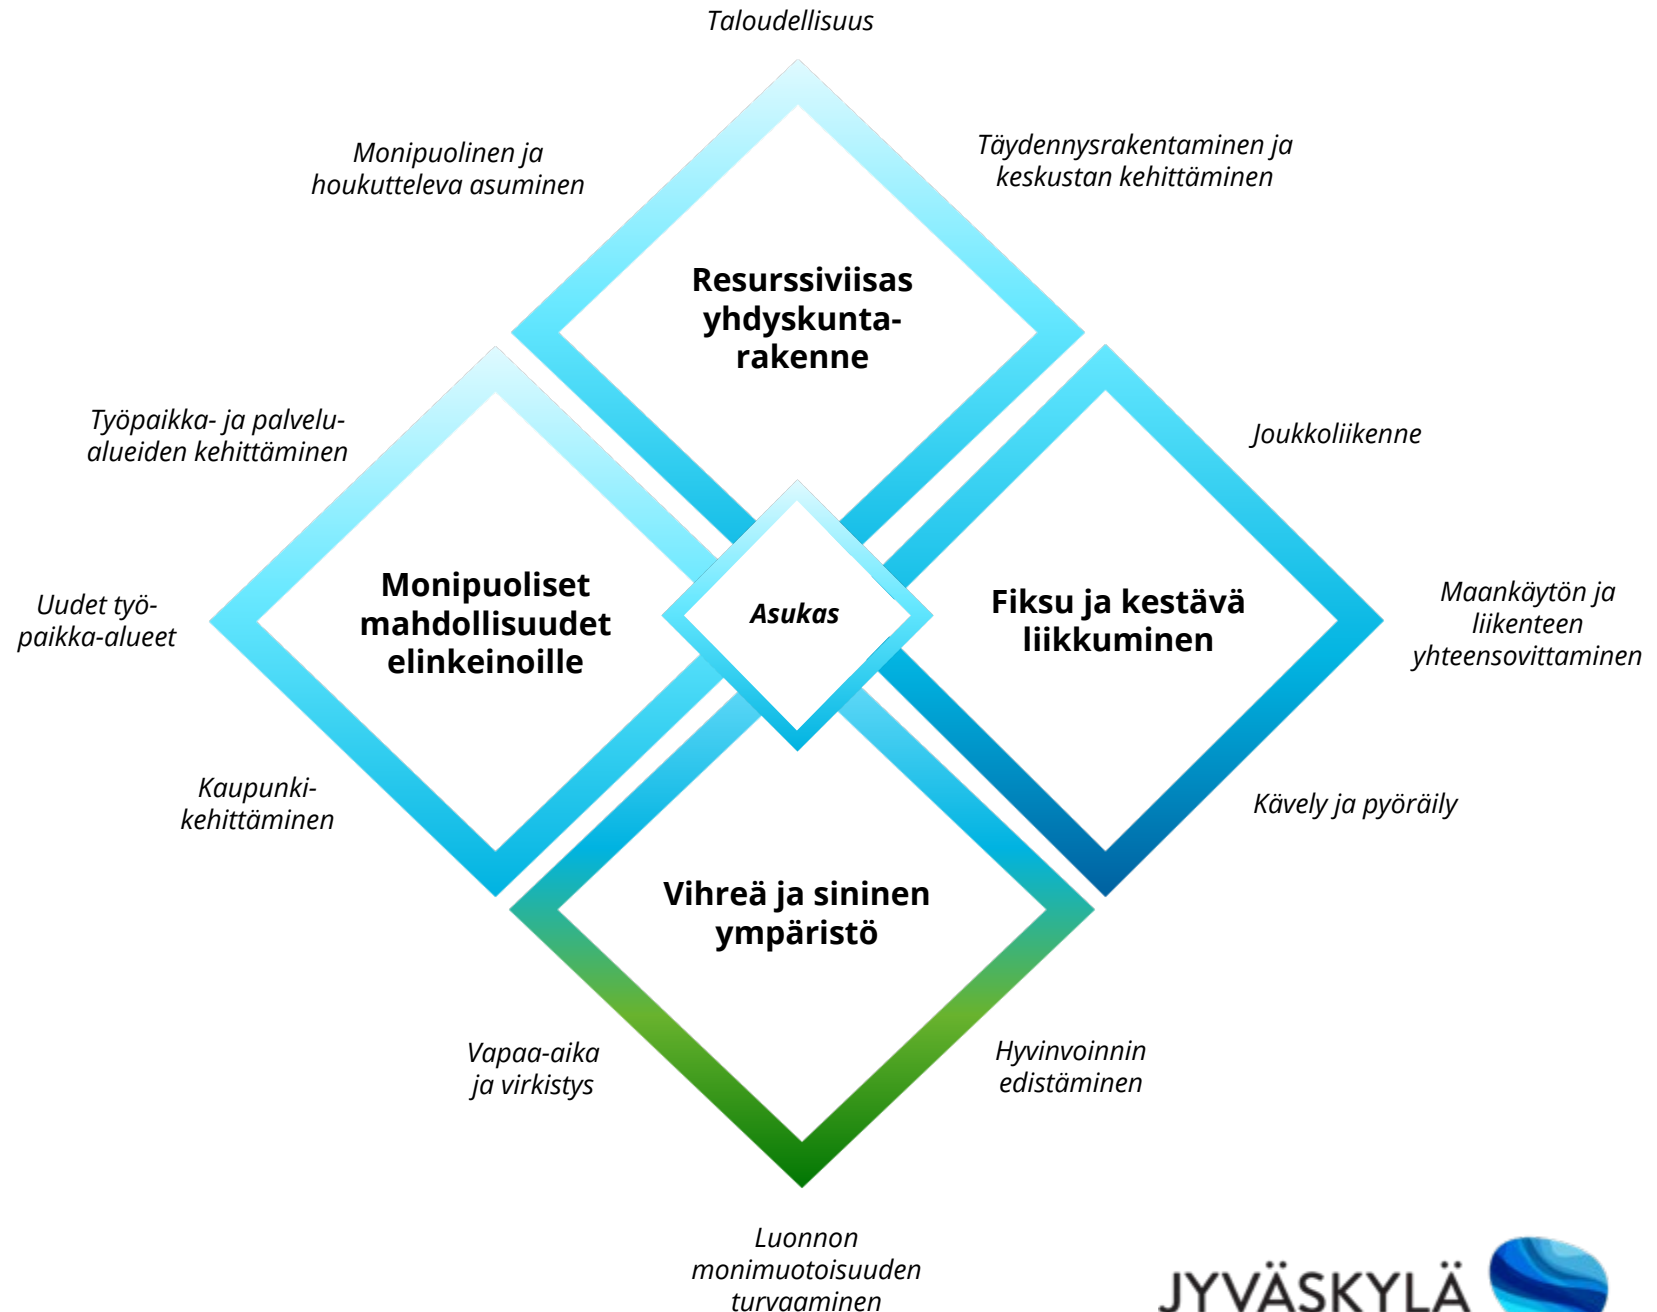 Taloudellisuus
Monipuolinen ja
houkutteleva asuminen
Täydennysrakentaminen ja
keskustan kehittäminen
Resurssiviisas
yhdyskunta-
rakenne
Työpaikka- ja palvelu-
alueiden kehittäminen
Joukkoliikenne
Uudet työ-
paikka-alueet
Monipuoliset
mahdollisuudet
elinkeinoille
Asukas
Fiksu ja kestävä
liikkuminen
Maankäytön ja
liikenteen
yhteensovittaminen
Kaupunki-
kehittäminen
Kävely ja pyöräily
Vihreä ja sininen
ympäristö
Vapaa-aika
ja virkistys
Hyvinvoinnin
edistäminen
Luonnon
monimuotoisuuden
turvaaminen
JYVÄSKYLÄ